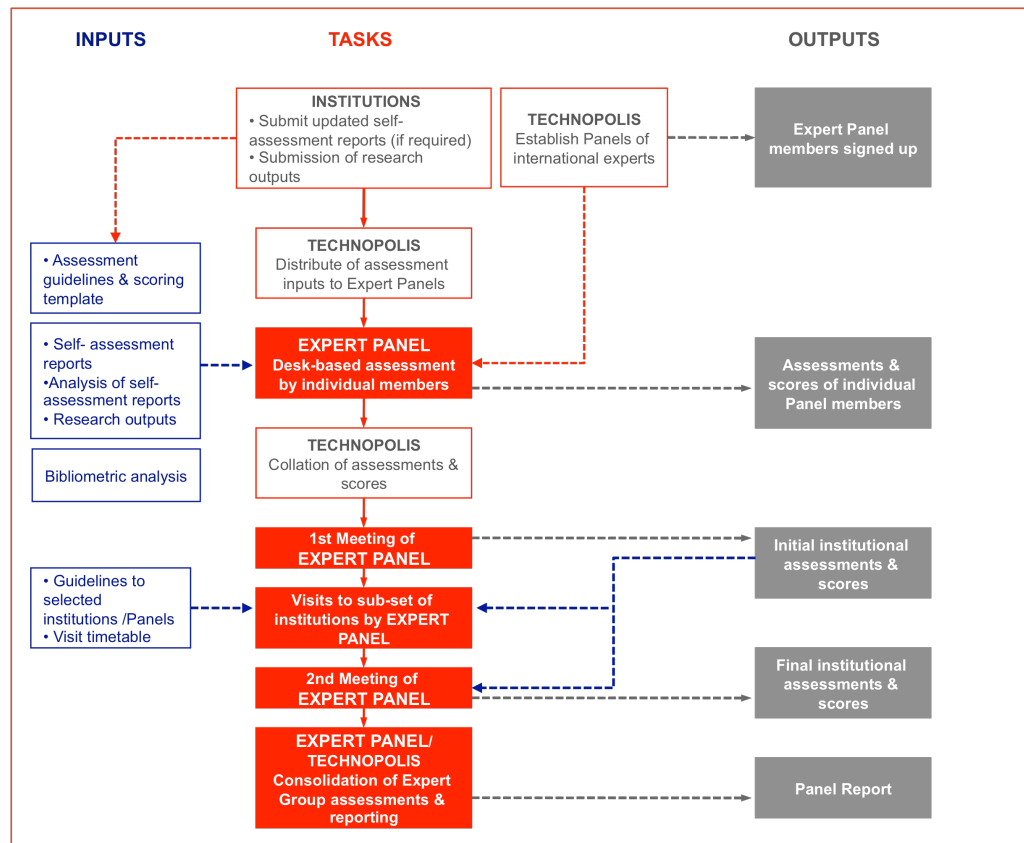 INPUTS
TASKS
OUTPUTS
INSTITUTIONS
• Submit updated self-
assessment reports (if required)
• Submission of research
outputs
TECHNOPOLIS
Establish Panels of
international experts
Expert Panel
members signed up
• Assessment
guidelines & scoring
template
TECHNOPOLIS
Distribute of assessment
inputs to Expert Panels
• Self- assessment
reports
•Analysis of self-
assessment reports
• Research outputs
EXPERT PANEL
Desk-based assessment
by individual members
Assessments &
scores of individual
Panel members
Bibliometric analysis
TECHNOPOLIS
Collation of assessments &
scores
1st Meeting of
EXPERT PANEL
Initial institutional
assessments &
scores
• Guidelines to
selected
institutions /Panels
• Visit timetable
Visits to sub-set of
institutions by EXPERT
PANEL
2nd Meeting of
EXPERT PANEL
Final institutional
assessments &
scores
EXPERT PANEL/
TECHNOPOLIS
Consolidation of Expert
Group assessments &
reporting
Panel Report